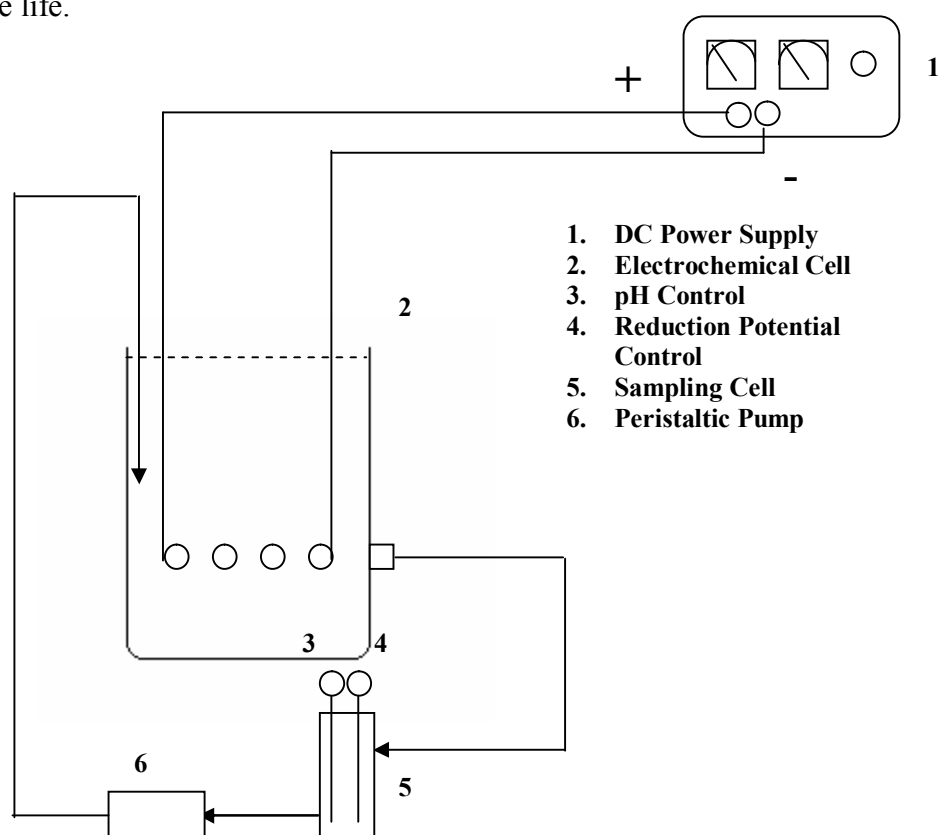 e life.
+
1
-
1. DC Power Supply
2. Electrochemical Cell
3. pH Control
4. Reduction Potential
Control
5. Sampling Cell
6. Peristaltic Pump
2
3 4
6
5